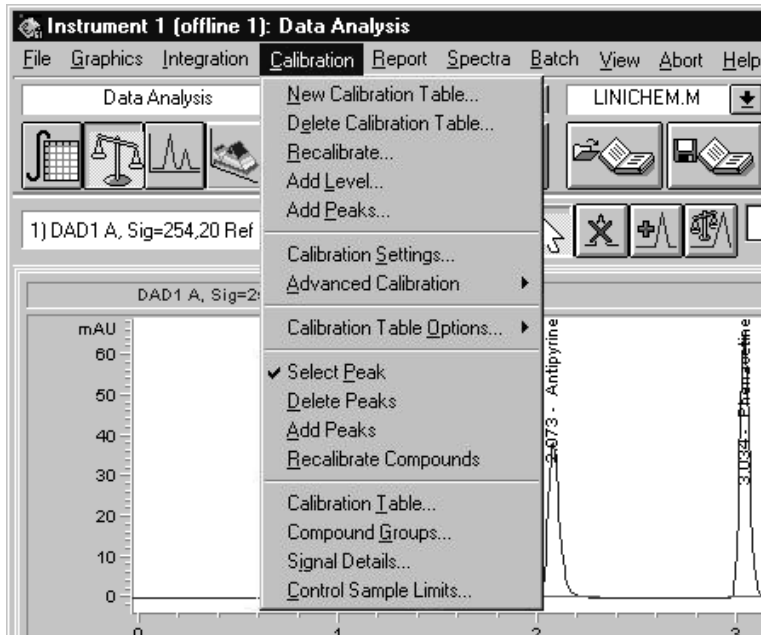 Instrument 1 (offline 1): Data Analysis
File Graphics Integration Calibration Report Spectra Batch View Abort Help
Data Analysis
LINICHEM.M
New Calibration Table...
Delete Calibration Table...
Recalibrate...
Add Level...
Add Peaks...
1) DAD1 A, Sig=254,20 Ref
Calibration Settings...
Advanced Calibration
Calibration Table Options...
Select Peak
Delete Peaks
Add Peaks
Recalibrate Compounds
Calibration Table...
Compound Groups...
Signal Details...
Control Sample Limits...
DAD1 A, Sig=2
mAU
60
50
40
30
20
10
0
2.073 - Antipyrine
3.034 - Phenacetine
0 1 2 3